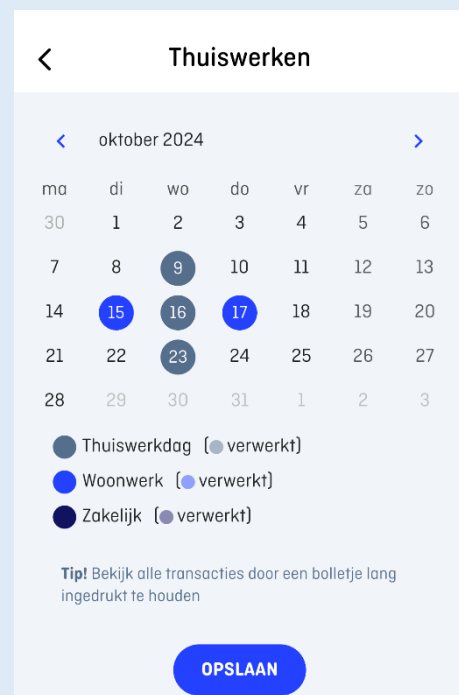 Thuiswerken
oktober 2024
ma di wo do vr za zo
30 1 2 3 4 5 6
7 8 9 10 11 12 13
14 15 16 17 18 19 20
21 22 23 24 25 26 27
28 29 30 31 1 2 3
Thuiswerkdag ( verwerkt)
Woonwerk ( verwerkt)
Zakelijk ( verwerkt)
Tip! Bekijk alle transacties door een bolletje lang
ingedrukt te houden
OPSLAAN